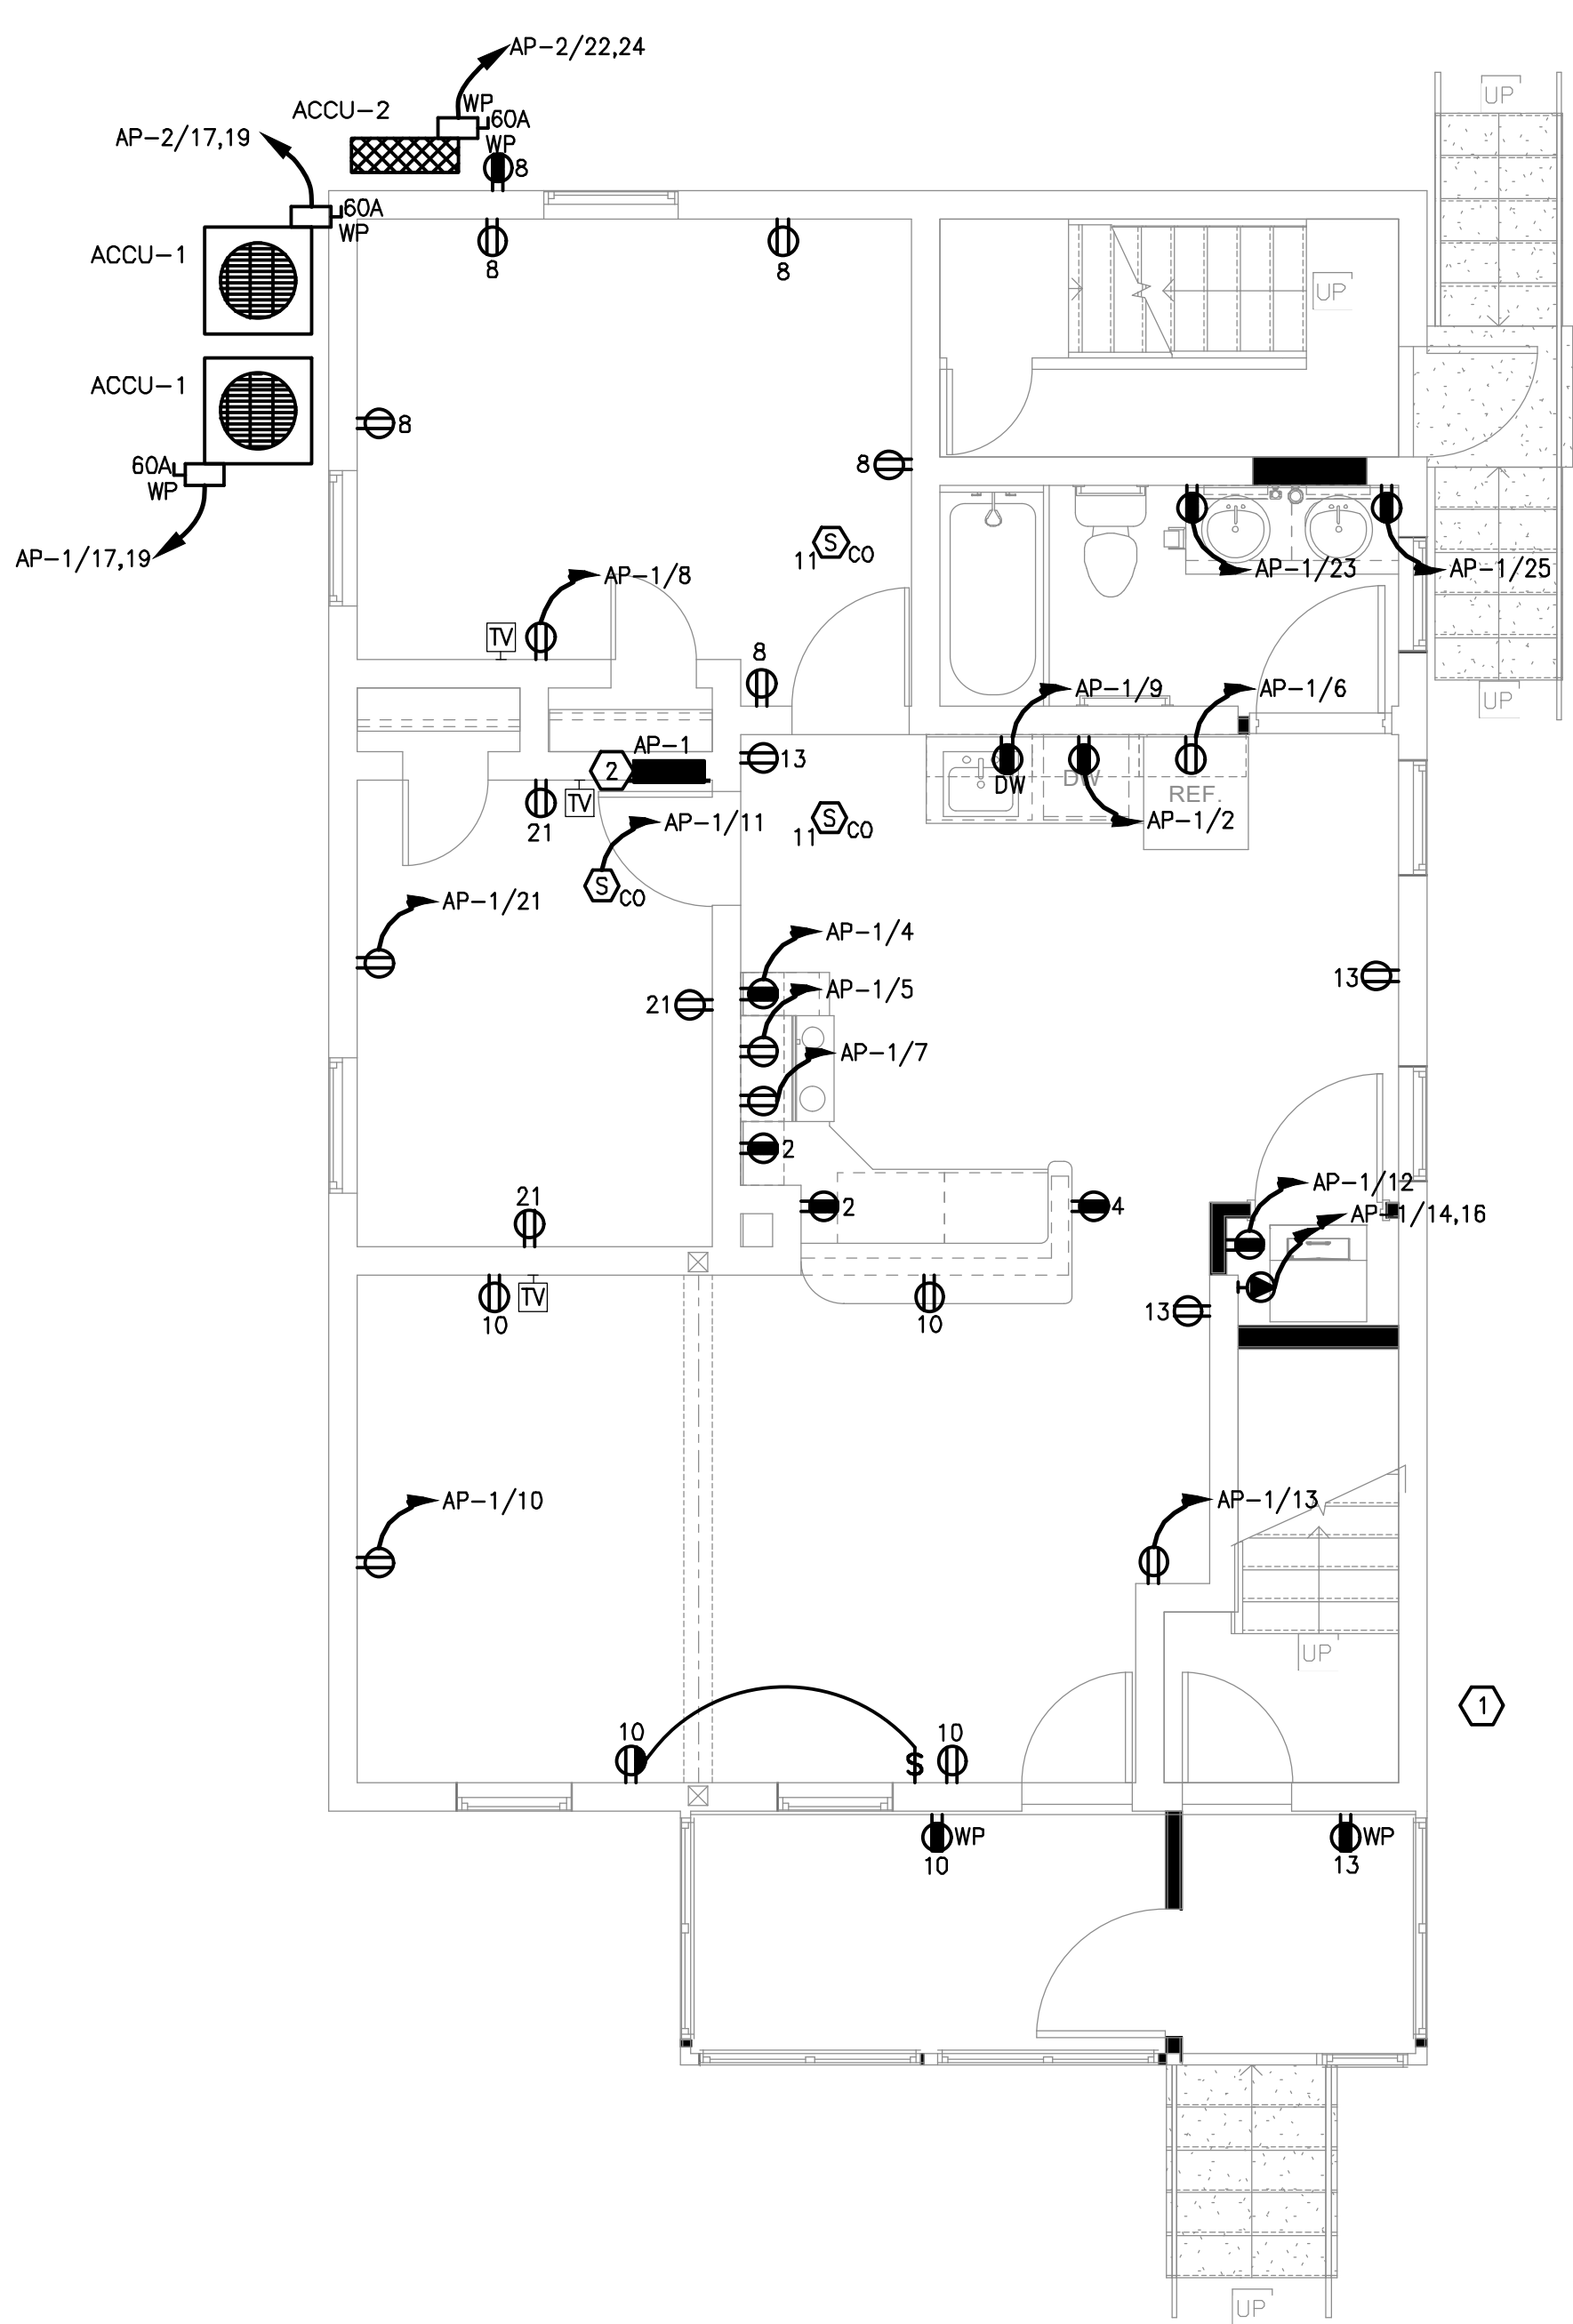 AP-2/22,24
ACCU-2
WP
60A
WP
8
AP-2/17,19
60A
WP
ACCU-1
8
8
UP
UP
ACCU-1
8
8
60A
WP
AP-1/17,19
11 S CO
AP-1/23
AP-1/25
AP-1/8
TV
8
AP-1/9
AP-1/6
UP
AP-1
2
13
DW
DW
REF.
21
TV
AP-1/11
11 S CO
AP-1/2
S CO
AP-1/21
AP-1/4
13
AP-1/5
21
AP-1/7
2
AP-1/12
21
2
4
AP-1/14,16
TV
10
10
13
AP-1/10
AP-1/13
UP
1
10
$
10
WP
10
WP
13
UP